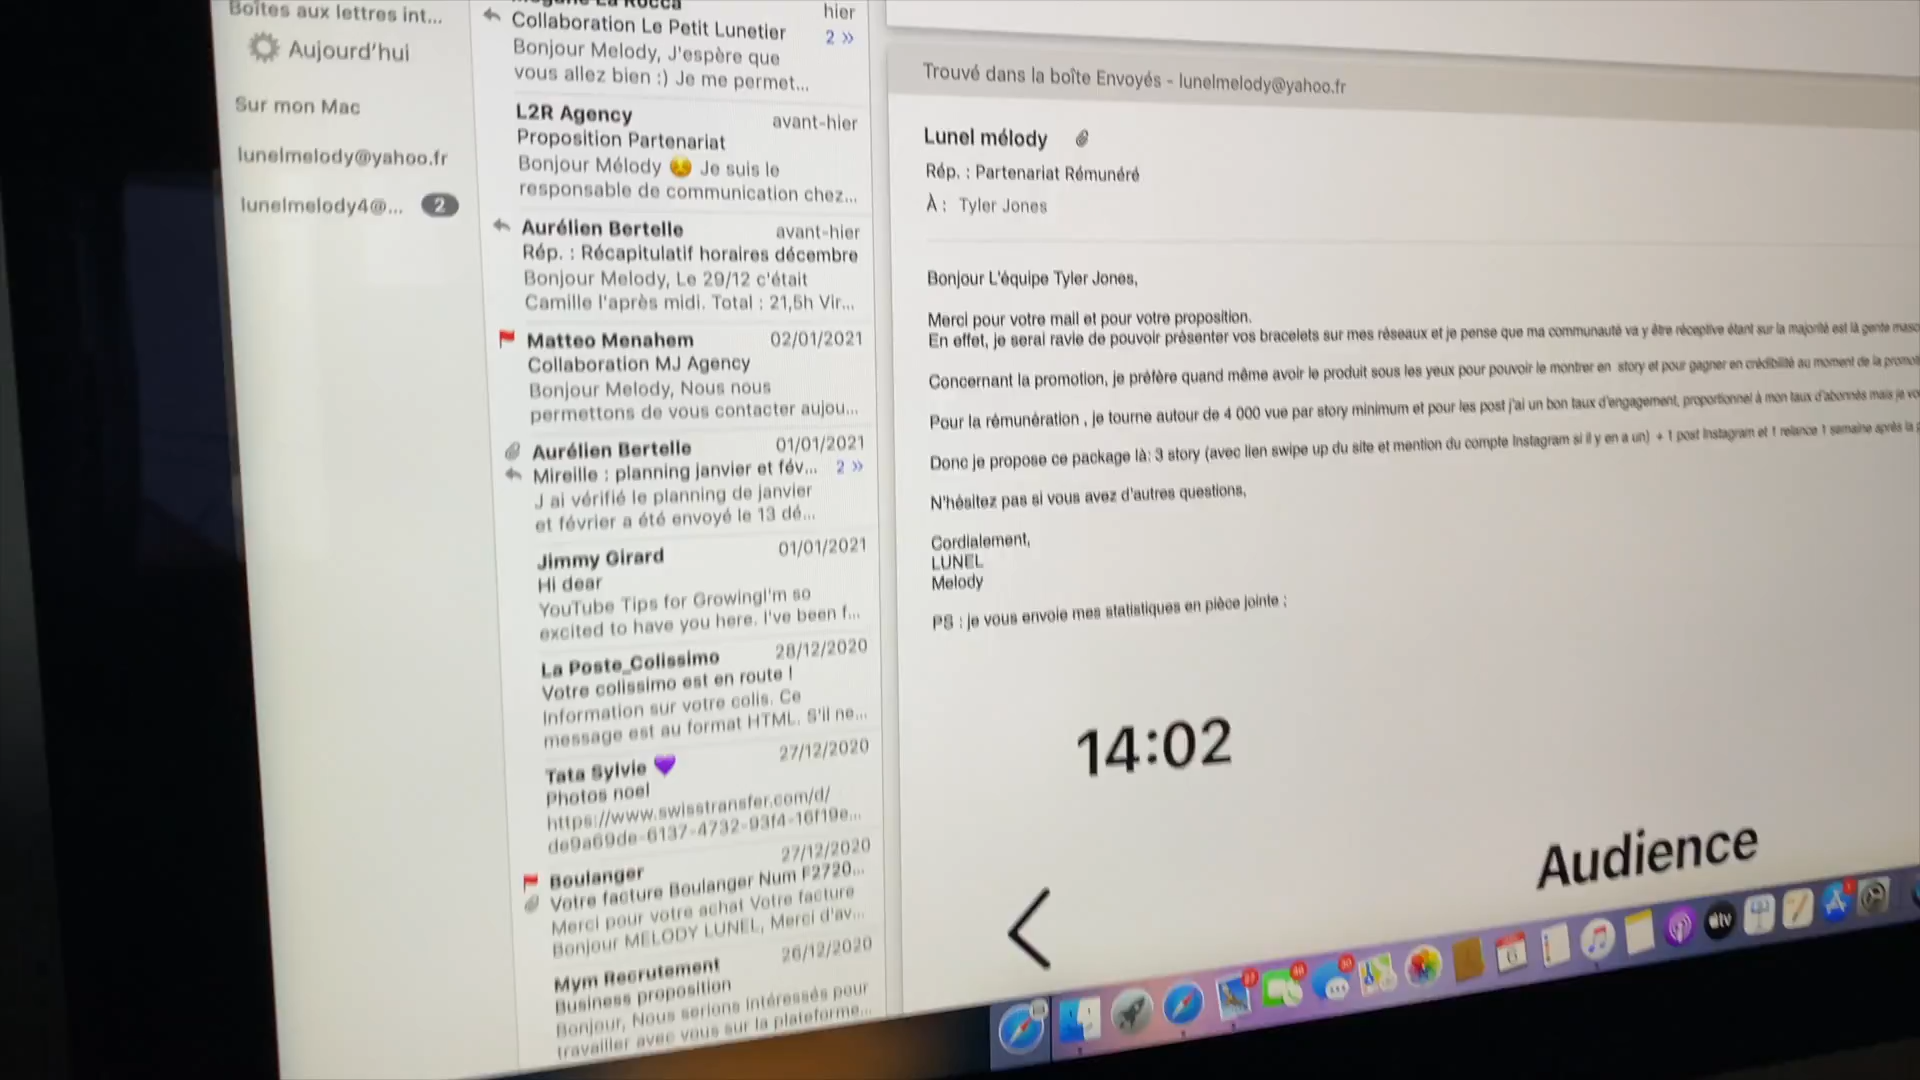 Boîtes aux lettres int...
Aujourd'hui
Sur mon Mac
lunelmelody@yahoo.fr
lunelmelody4@... 2
hier
Collaboration Le Petit Lunetier 2 »
Bonjour Melody, J'espère que
vous allez bien :) Je me permet...
L2R Agency avant-hier
Proposition Partenariat
Bonjour Mélody 😏 Je suis le
responsable de communication chez...
Aurélien Bertelle avant-hier
Rép. : Récapitulatif horaires décembre
Bonjour Melody, Le 29/12 c'était
Camille l'après midi. Total : 21,5h Vir...
Matteo Menahem 02/01/2021
Collaboration MJ Agency
Bonjour Melody, Nous nous
permettons de vous contacter aujou...
Aurélien Bertelle 01/01/2021
Mireille : planning janvier et fév... 2 »
J ai vérifié le planning de janvier
et février a été envoyé le 13 dé...
Jimmy Girard 01/01/2021
Hi dear
YouTube Tips for GrowingI'm so
excited to have you here. I've been f...
La Poste_Colissimo 28/12/2020
Votre colissimo est en route !
Information sur votre colis. Ce
message est au format HTML. S'il ne...
Tata Sylvie 💜 27/12/2020
Photos noel
https://www.swisstransfer.com/d/
de9a69de-6137-4732-93f4-16f19e...
Boulanger 27/12/2020
Votre facture Boulanger Num F2720...
Merci pour votre achat Votre facture
Bonjour MELODY LUNEL, Merci d'av...
Mym Recrutement 26/12/2020
Business proposition
Bonjour, Nous serions intéressés pour
travailler avec vous sur la plateforme...
Trouvé dans la boîte Envoyés - lunelmelody@yahoo.fr
Lunel mélody
Rép. : Partenariat Rémunéré
À : Tyler Jones
Bonjour L'équipe Tyler Jones,
Merci pour votre mail et pour votre proposition.
En effet, je serai ravie de pouvoir présenter vos bracelets sur mes réseaux et je pense que ma communauté va y être réceptive étant sur la majorité est là gente
Concernant la promotion, je préfère quand même avoir le produit sous les yeux pour pouvoir le montrer en story et pour gagner en crédibilité au moment de la
Pour la rémunération , je tourne autour de 4 000 vue par story minimum et pour les post j'ai un bon taux d'engagement, proportionnel à mon taux d'abonnés mais je
Donc je propose ce package là: 3 story (avec lien swipe up du site et mention du compte Instagram si il y en a un) + 1 post Instagram et 1 relance 1 semaine après la
N'hésitez pas si vous avez d'autres questions,
Cordialement,
LUNEL
Melody
PS : je vous envoie mes statistiques en pièce jointe ;
14:02
Audience